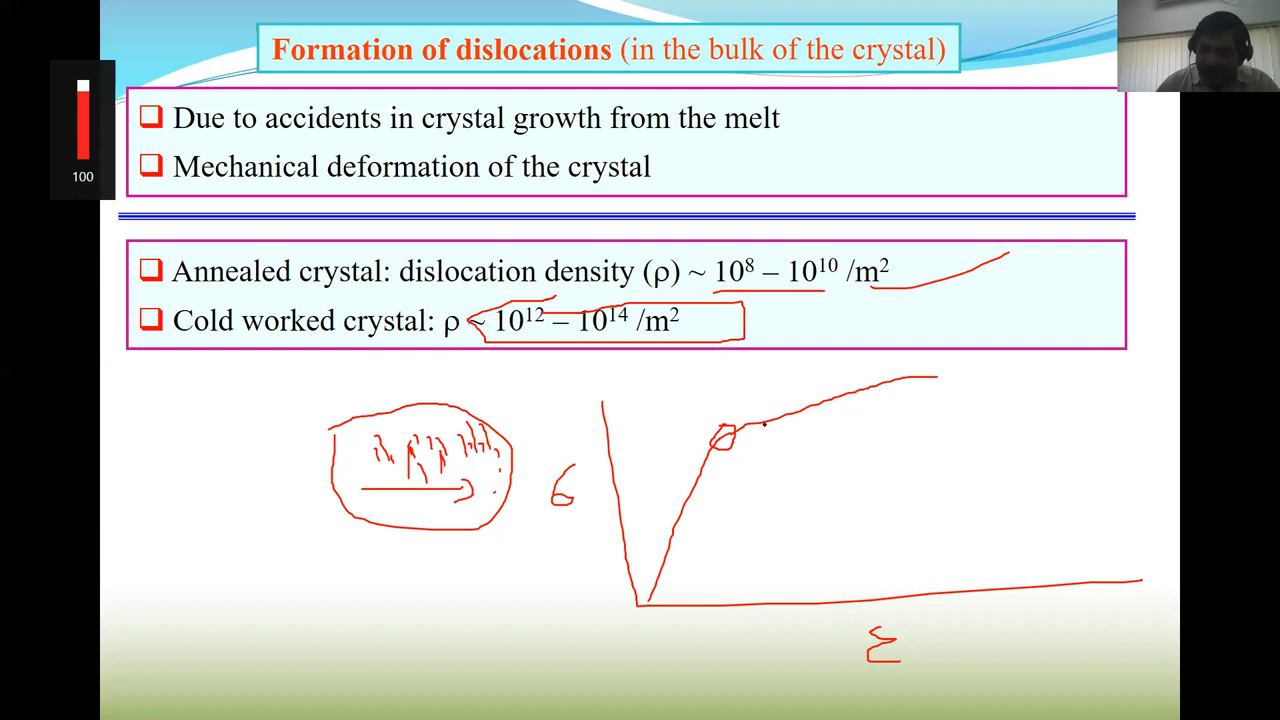 Formation of dislocations (in the bulk of the crystal)
Due to accidents in crystal growth from the melt
Mechanical deformation of the crystal
100
Annealed crystal: dislocation density (ρ) ~ 10⁸ – 10¹⁰ /m²
Cold worked crystal: ρ ~ 10¹² – 10¹⁴ /m²
σ
Σ